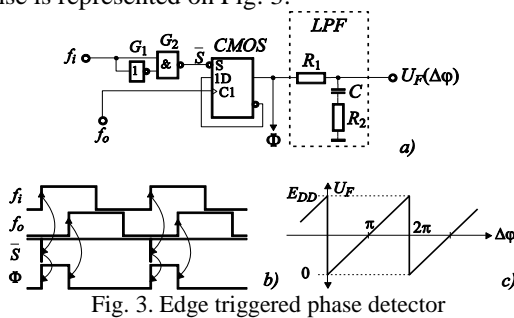 ise is represented on Fig. 3.
LPF
G1 G2 S̄ CMOS
fi 1 & S 1D C1 R1 UF(Δφ)
C
R2
fo Φ a)
fi
fo
S̄
Φ
b)
EDD UF
π 2π Δφ
0 c)
Fig. 3. Edge triggered phase detector